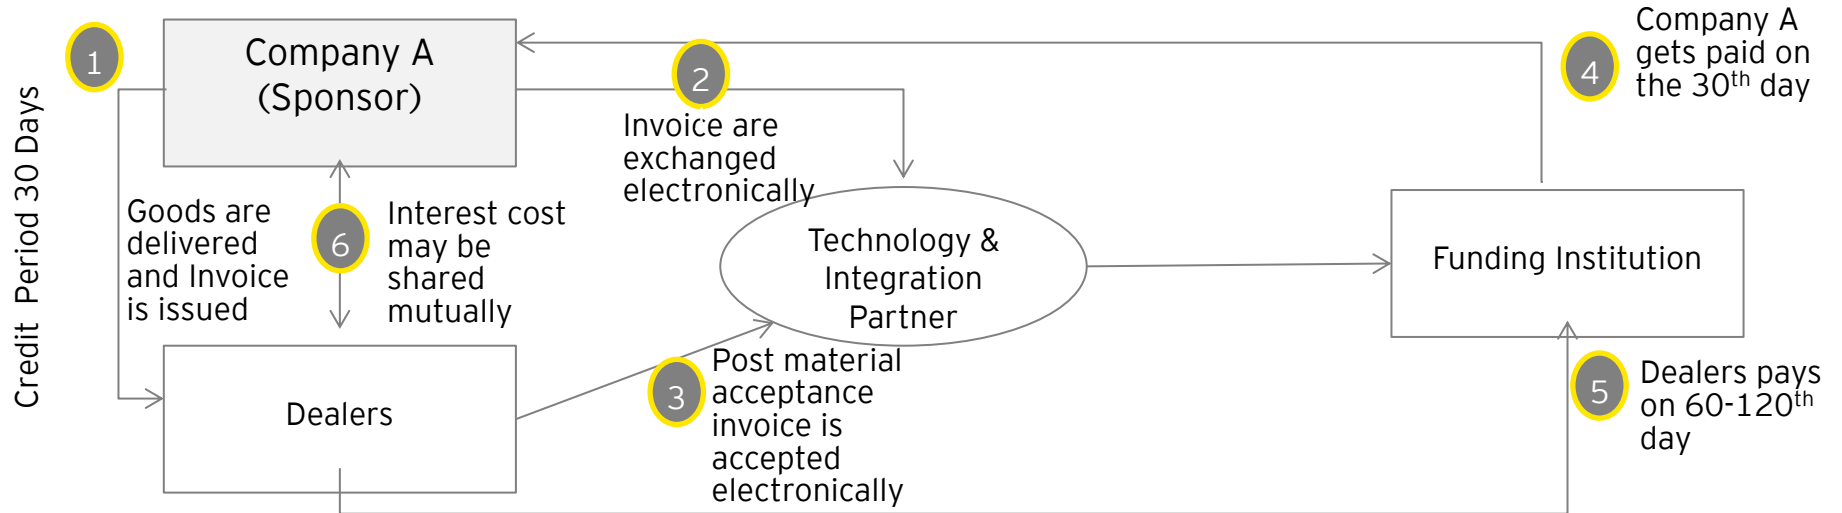 Credit Period 30 Days
1
Company A
(Sponsor)
2
Invoice are
exchanged
electronically
4
Company A
gets paid on
the 30th day
Goods are
delivered
and Invoice
is issued
6
Interest cost
may be
shared
mutually
Technology &
Integration
Partner
Funding Institution
Dealers
3
Post material
acceptance
invoice is
accepted
electronically
5
Dealers pays
on 60-120th
day